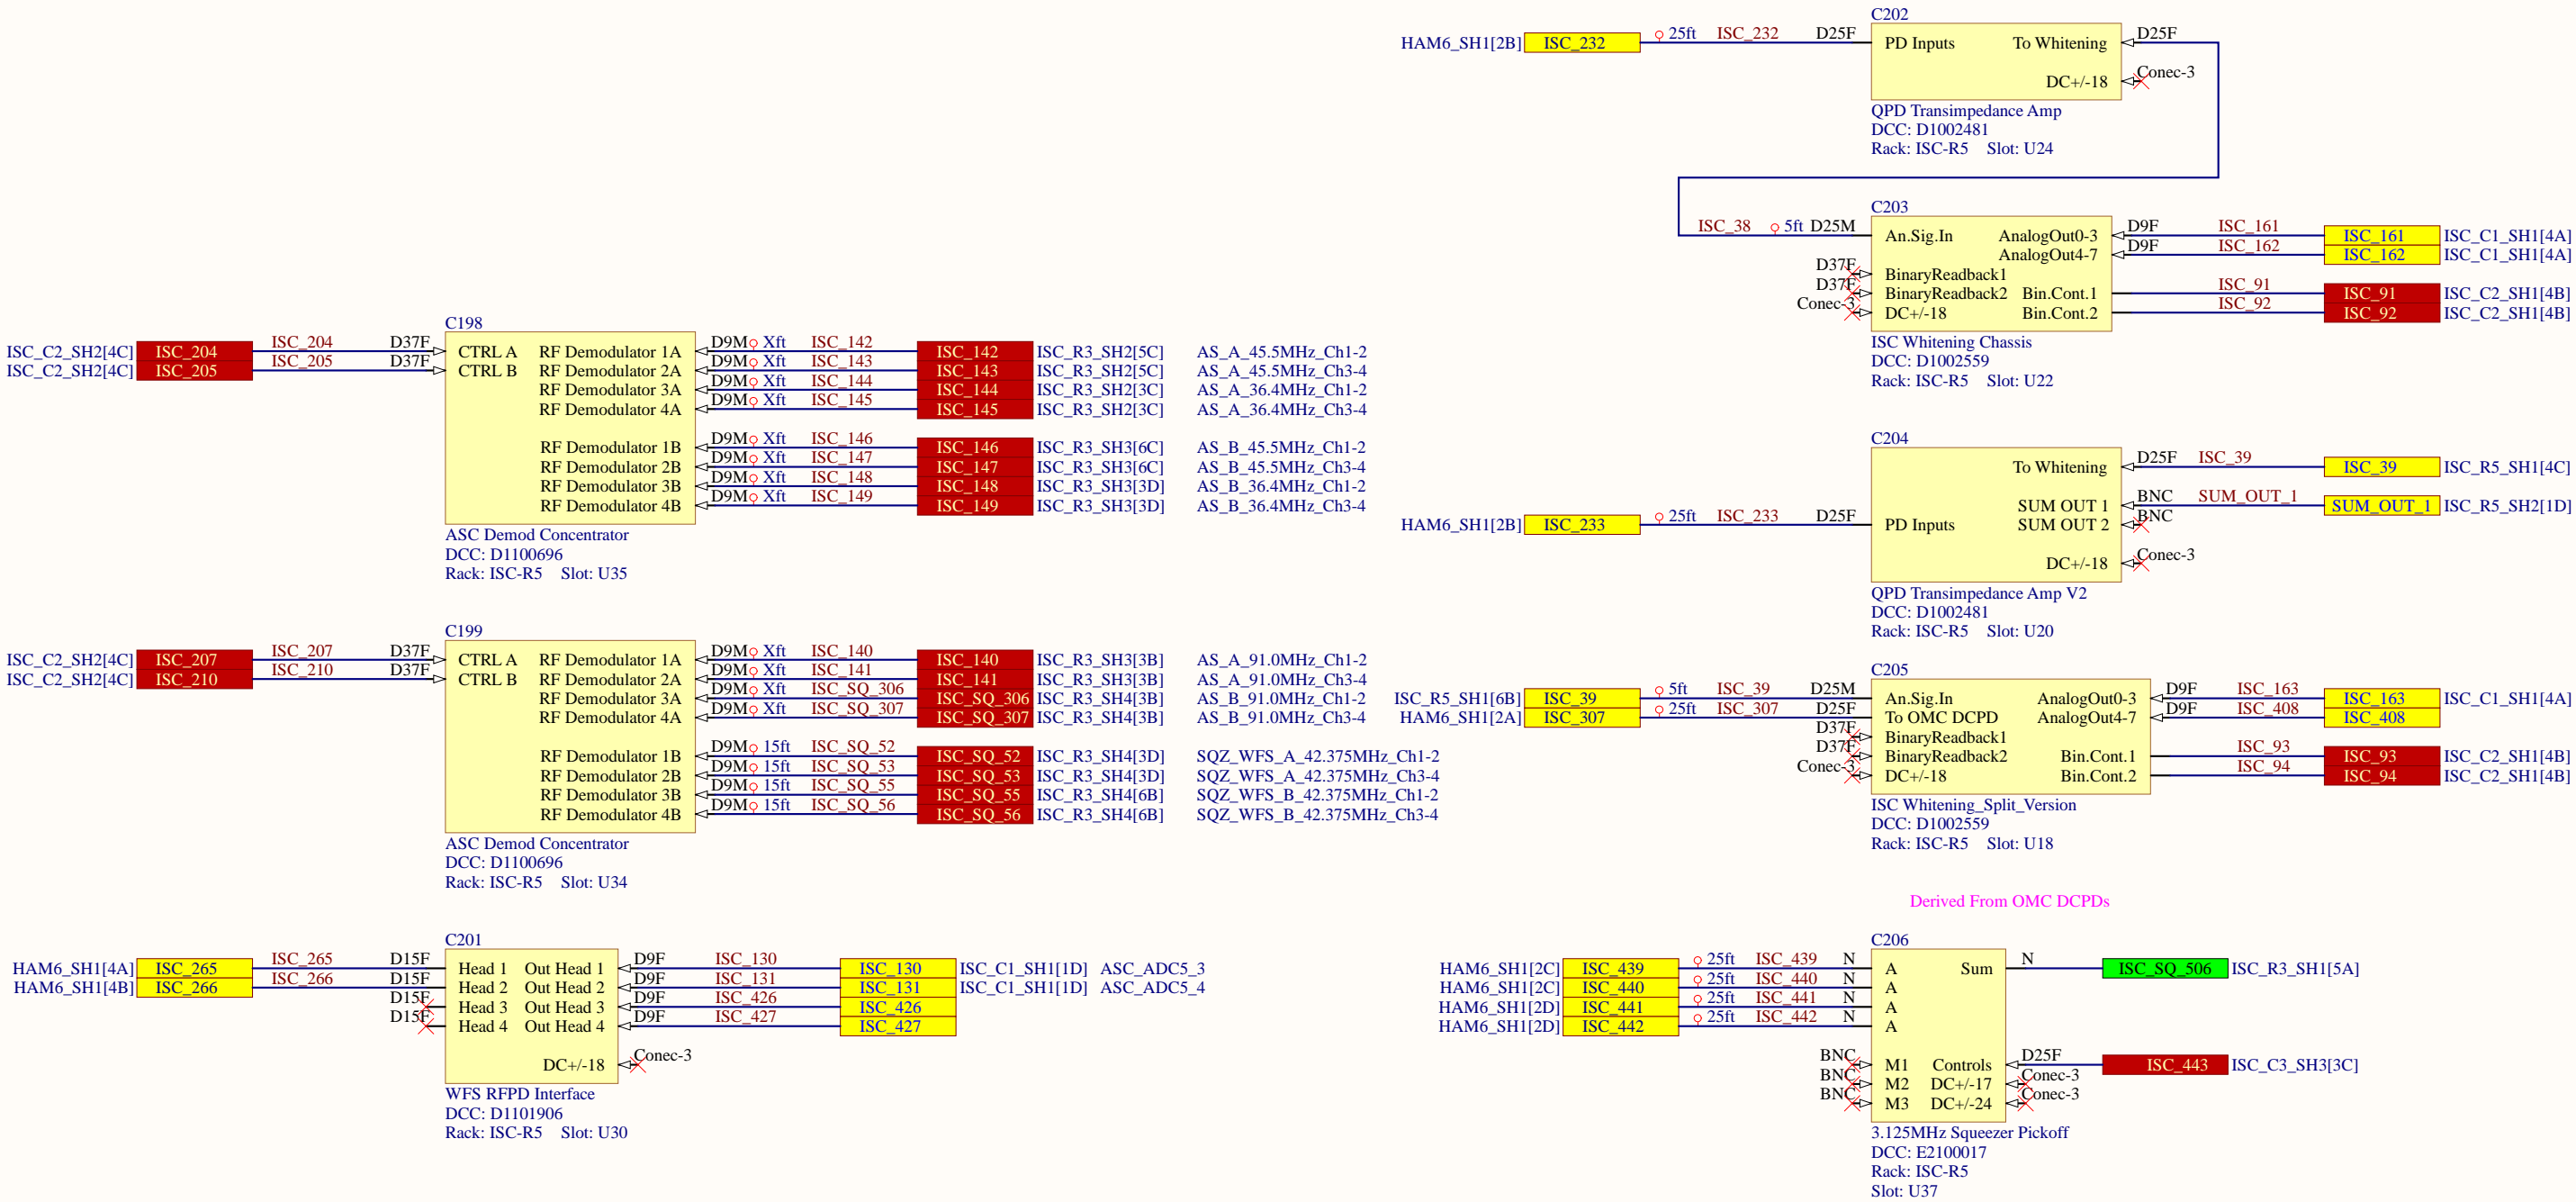 C202
HAM6_SH1[2B] ISC_232 25ft ISC_232 D25F PD Inputs To Whitening D25F
DC+/-18 Conec-3
QPD Transimpedance Amp
DCC: D1002481
Rack: ISC-R5 Slot: U24
C203
ISC_38 5ft D25M An.Sig.In AnalogOut0-3 D9F ISC_161 ISC_161 ISC_C1_SH1[4A]
AnalogOut4-7 D9F ISC_162 ISC_162 ISC_C1_SH1[4A]
D37F BinaryReadback1
D37F BinaryReadback2 Bin.Cont.1 ISC_91 ISC_91 ISC_C2_SH1[4B]
Conec-3 DC+/-18 Bin.Cont.2 ISC_92 ISC_92 ISC_C2_SH1[4B]
ISC Whitening Chassis
DCC: D1002559
Rack: ISC-R5 Slot: U22
C198
ISC_C2_SH2[4C] ISC_204 ISC_204 D37F CTRL A RF Demodulator 1A D9M Xft ISC_142 ISC_142 ISC_R3_SH2[5C] AS_A_45.5MHz_Ch1-2
ISC_C2_SH2[4C] ISC_205 ISC_205 D37F CTRL B RF Demodulator 2A D9M Xft ISC_143 ISC_143 ISC_R3_SH2[5C] AS_A_45.5MHz_Ch3-4
RF Demodulator 3A D9M Xft ISC_144 ISC_144 ISC_R3_SH2[3C] AS_A_36.4MHz_Ch1-2
RF Demodulator 4A D9M Xft ISC_145 ISC_145 ISC_R3_SH2[3C] AS_A_36.4MHz_Ch3-4
RF Demodulator 1B D9M Xft ISC_146 ISC_146 ISC_R3_SH3[6C] AS_B_45.5MHz_Ch1-2
RF Demodulator 2B D9M Xft ISC_147 ISC_147 ISC_R3_SH3[6C] AS_B_45.5MHz_Ch3-4
RF Demodulator 3B D9M Xft ISC_148 ISC_148 ISC_R3_SH3[3D] AS_B_36.4MHz_Ch1-2
RF Demodulator 4B D9M Xft ISC_149 ISC_149 ISC_R3_SH3[3D] AS_B_36.4MHz_Ch3-4
ASC Demod Concentrator
DCC: D1100696
Rack: ISC-R5 Slot: U35
C204
To Whitening D25F ISC_39 ISC_39 ISC_R5_SH1[4C]
SUM OUT 1 BNC SUM_OUT_1 SUM_OUT_1 ISC_R5_SH2[1D]
HAM6_SH1[2B] ISC_233 25ft ISC_233 D25F PD Inputs SUM OUT 2 BNC
DC+/-18 Conec-3
QPD Transimpedance Amp V2
DCC: D1002481
Rack: ISC-R5 Slot: U20
C199
ISC_C2_SH2[4C] ISC_207 ISC_207 D37F CTRL A RF Demodulator 1A D9M Xft ISC_140 ISC_140 ISC_R3_SH3[3B] AS_A_91.0MHz_Ch1-2
ISC_C2_SH2[4C] ISC_210 ISC_210 D37F CTRL B RF Demodulator 2A D9M Xft ISC_141 ISC_141 ISC_R3_SH3[3B] AS_A_91.0MHz_Ch3-4
RF Demodulator 3A D9M Xft ISC_SQ_306 ISC_SQ_306 ISC_R3_SH4[3B] AS_B_91.0MHz_Ch1-2
RF Demodulator 4A D9M Xft ISC_SQ_307 ISC_SQ_307 ISC_R3_SH4[3B] AS_B_91.0MHz_Ch3-4
RF Demodulator 1B D9M 15ft ISC_SQ_52 ISC_SQ_52 ISC_R3_SH4[3D] SQZ_WFS_A_42.375MHz_Ch1-2
RF Demodulator 2B D9M 15ft ISC_SQ_53 ISC_SQ_53 ISC_R3_SH4[3D] SQZ_WFS_A_42.375MHz_Ch3-4
RF Demodulator 3B D9M 15ft ISC_SQ_55 ISC_SQ_55 ISC_R3_SH4[6B] SQZ_WFS_B_42.375MHz_Ch1-2
RF Demodulator 4B D9M 15ft ISC_SQ_56 ISC_SQ_56 ISC_R3_SH4[6B] SQZ_WFS_B_42.375MHz_Ch3-4
ASC Demod Concentrator
DCC: D1100696
Rack: ISC-R5 Slot: U34
C205
ISC_R5_SH1[6B] ISC_39 5ft ISC_39 D25M An.Sig.In AnalogOut0-3 D9F ISC_163 ISC_163 ISC_C1_SH1[4A]
HAM6_SH1[2A] ISC_307 25ft ISC_307 D25F To OMC DCPD AnalogOut4-7 D9F ISC_408 ISC_408
D37F BinaryReadback1
D37F BinaryReadback2 Bin.Cont.1 ISC_93 ISC_93 ISC_C2_SH1[4B]
Conec-3 DC+/-18 Bin.Cont.2 ISC_94 ISC_94 ISC_C2_SH1[4B]
ISC Whitening_Split_Version
DCC: D1002559
Rack: ISC-R5 Slot: U18
C201
HAM6_SH1[4A] ISC_265 ISC_265 D15F Head 1 Out Head 1 D9F ISC_130 ISC_130 ISC_C1_SH1[1D] ASC_ADC5_3
HAM6_SH1[4B] ISC_266 ISC_266 D15F Head 2 Out Head 2 D9F ISC_131 ISC_131 ISC_C1_SH1[1D] ASC_ADC5_4
D15F Head 3 Out Head 3 D9F ISC_426 ISC_426
D15F Head 4 Out Head 4 D9F ISC_427 ISC_427
DC+/-18 Conec-3
WFS RFPD Interface
DCC: D1101906
Rack: ISC-R5 Slot: U30
Derived From OMC DCPDs
C206
HAM6_SH1[2C] ISC_439 25ft ISC_439 N A Sum N ISC_SQ_506 ISC_R3_SH1[5A]
HAM6_SH1[2C] ISC_440 25ft ISC_440 N A
HAM6_SH1[2D] ISC_441 25ft ISC_441 N A
HAM6_SH1[2D] ISC_442 25ft ISC_442 N A
BNC M1 Controls D25F ISC_443 ISC_C3_SH3[3C]
BNC M2 DC+/-17 Conec-3
BNC M3 DC+/-24 Conec-3
3.125MHz Squeezer Pickoff
DCC: E2100017
Rack: ISC-R5
Slot: U37